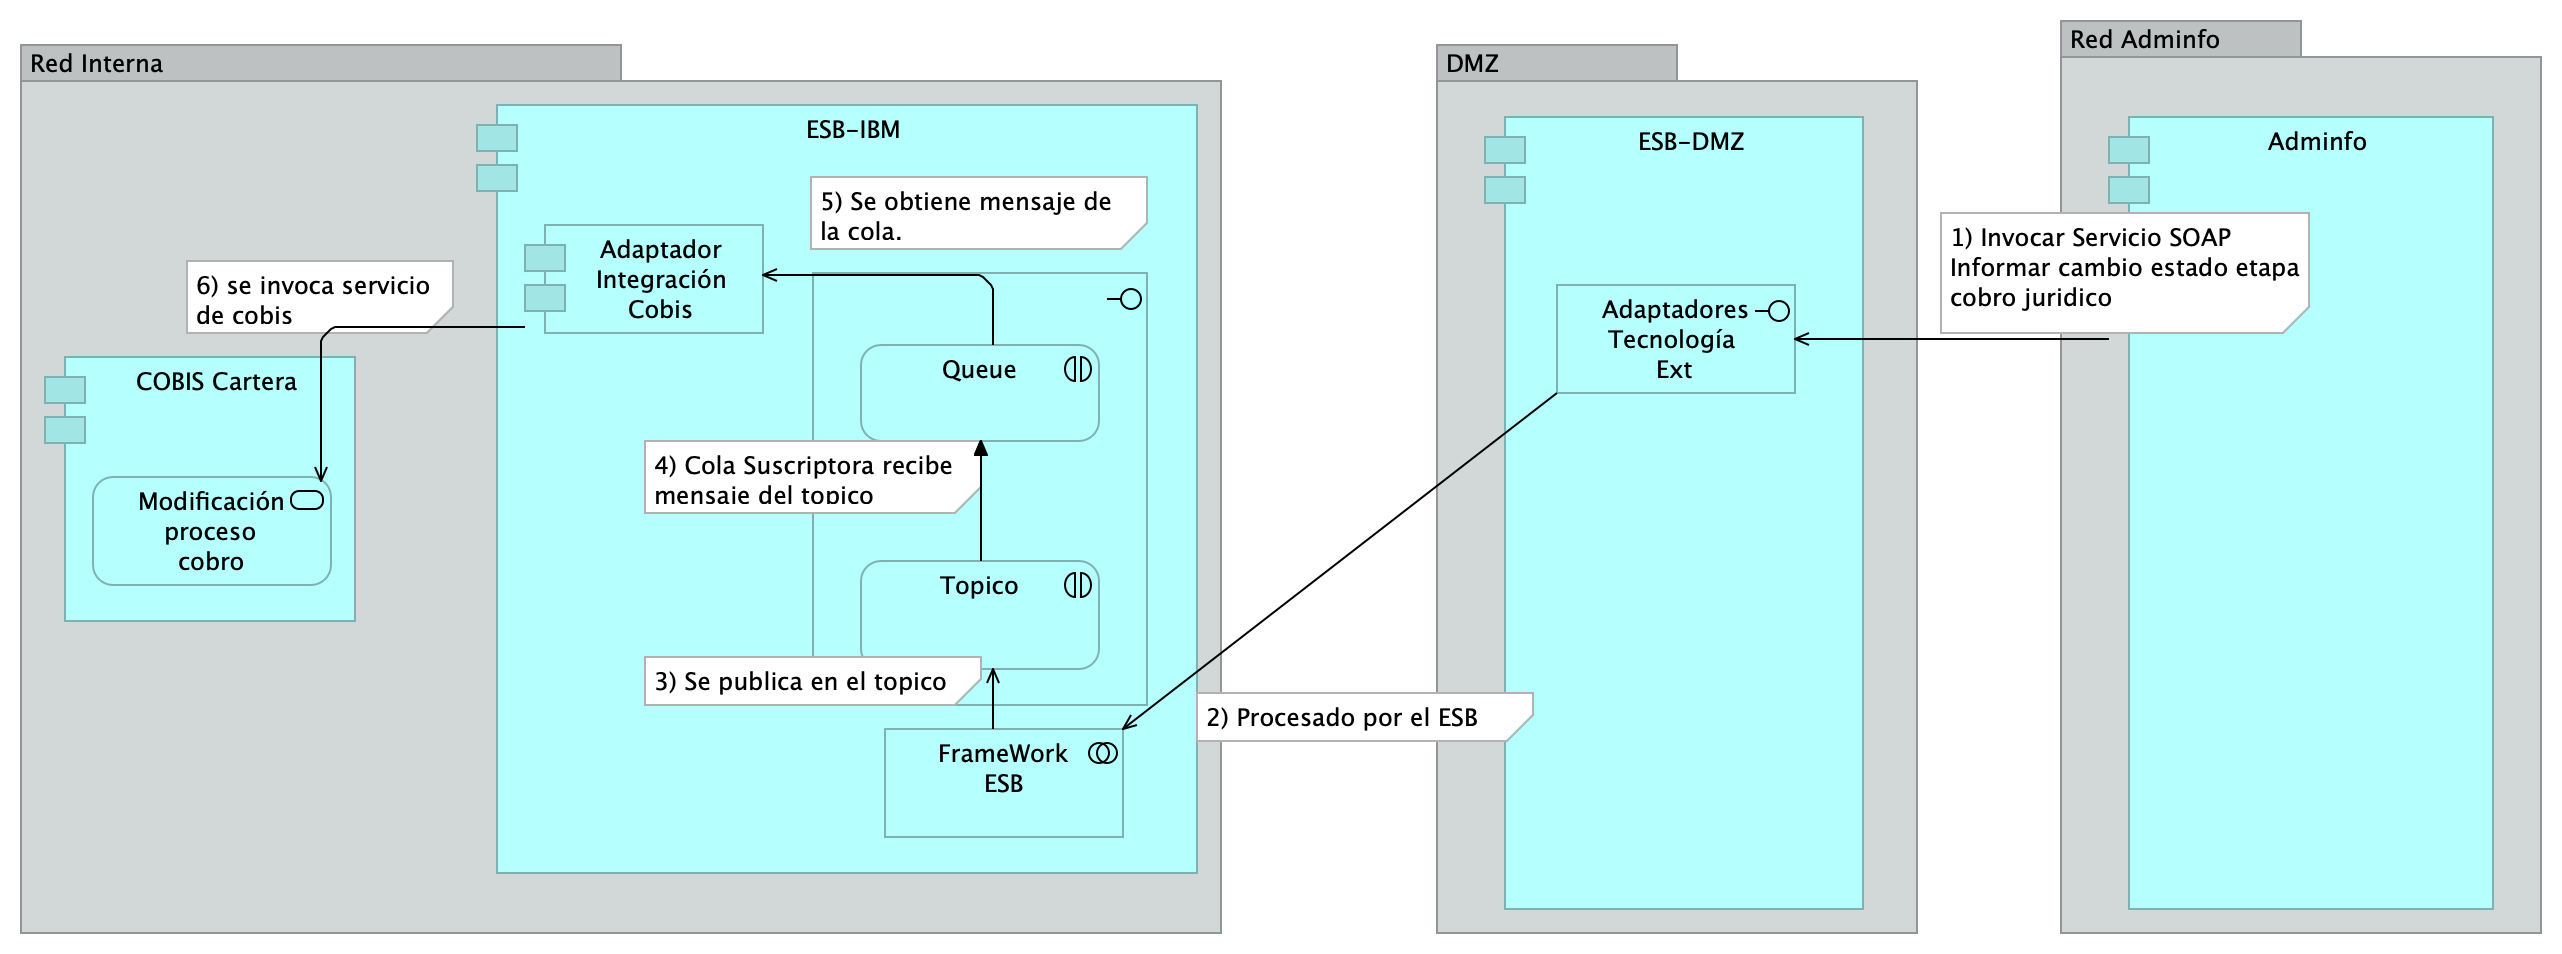 Red Interna
ESB-IBM
5) Se obtiene mensaje de
la cola.
Adaptador
Integración
Cobis
6) se invoca servicio
de cobis
COBIS Cartera
Modificación
proceso
cobro
Queue
4) Cola Suscriptora recibe
mensaje del topico
Topico
3) Se publica en el topico
FrameWork
ESB
2) Procesado por el ESB
DMZ
ESB-DMZ
Adaptadores
Tecnología
Ext
Red Adminfo
Adminfo
1) Invocar Servicio SOAP
Informar cambio estado etapa
cobro juridico